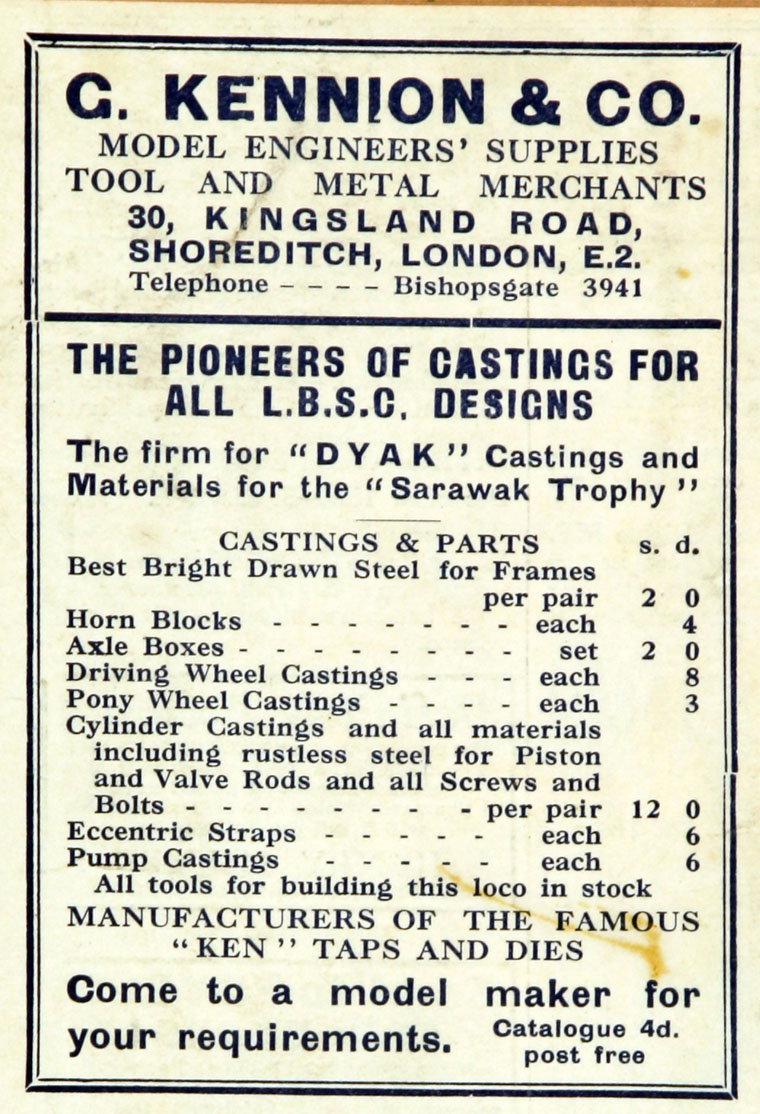 G. KENNION & CO.
MODEL ENGINEERS' SUPPLIES
TOOL AND METAL MERCHANTS
30, KINGSLAND ROAD,
SHOREDITCH, LONDON, E.2.
Telephone - - - - Bishopsgate 3941
THE PIONEERS OF CASTINGS FOR
ALL L.B.S.C. DESIGNS
The firm for "DYAK" Castings and
Materials for the "Sarawak Trophy"
CASTINGS & PARTS s. d.
Best Bright Drawn Steel for Frames
per pair 2 0
Horn Blocks - - - - - - - each 4
Axle Boxes - - - - - - - - set 2 0
Driving Wheel Castings - - - each 8
Pony Wheel Castings - - - - each 3
Cylinder Castings and all materials
including rustless steel for Piston
and Valve Rods and all Screws and
Bolts - - - - - - - - per pair 12 0
Eccentric Straps - - - - - each 6
Pump Castings - - - - - each 6
All tools for building this loco in stock
MANUFACTURERS OF THE FAMOUS
"KEN" TAPS AND DIES
Come to a model maker for
your requirements. Catalogue 4d.
post free